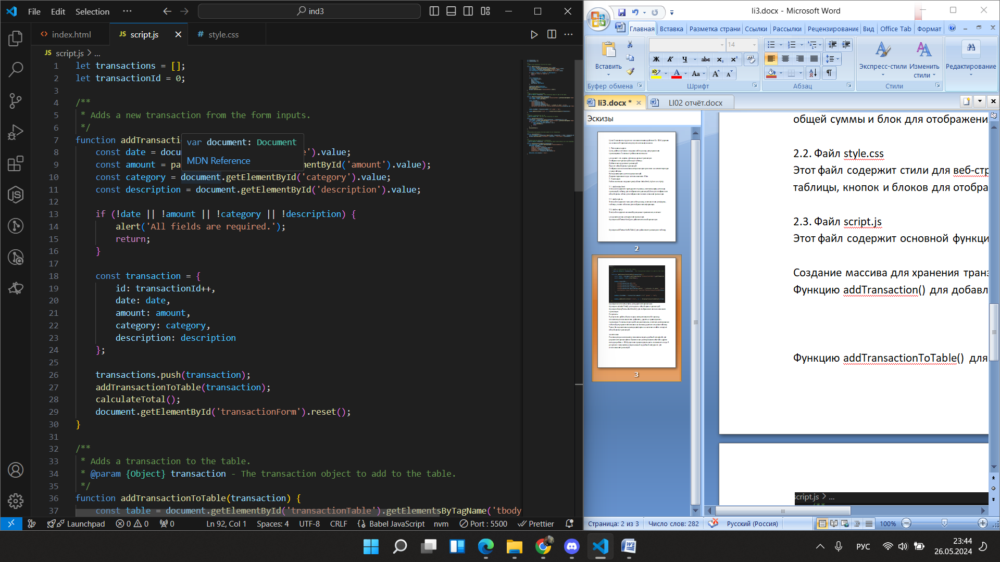 File Edit Selection ··· ind3
index.html
script.js
style.css
script.js > ...
1 let transactions = [];
2 let transactionId = 0;
3
4 /**
5 * Adds a new transaction from the form inputs.
6 */
7 function addTransacti
8 const date = docu e').value;
9 const amount = pa mentById('amount').value);
10 const category = document.getElementById('category').value;
11 const description = document.getElementById('description').value;
12
13 if (!date || !amount || !category || !description) {
14 alert('All fields are required.');
15 return;
16 }
17
18 const transaction = {
19 id: transactionId++,
20 date: date,
21 amount: amount,
22 category: category,
23 description: description
24 };
25
26 transactions.push(transaction);
27 addTransactionToTable(transaction);
28 calculateTotal();
29 document.getElementById('transactionForm').reset();
30 }
31
32 /**
33 * Adds a transaction to the table.
34 * @param {Object} transaction - The transaction object to add to the table.
35 */
36 function addTransactionToTable(transaction) {
37 const table = document.getElementById('transactionTable').getElementsByTagName('tbody
var document: Document
MDN Reference
Launchpad 0 0 0 Ln 92, Col 1 Spaces: 4 UTF-8 CRLF Babel JavaScript nvm Port : 5500 Prettier
li3.docx - Microsoft Word
Главная Вставка Разметка страни Ссылки Рассылки Рецензирование Вид Office Tab Формат
14
Вставить
Ж К Ч abc x₂ x²
Aa
Экспресс-стили
Изменить стили
Редактирование
Буфер обмена Шрифт Абзац Стили
li3.docx * LI02 отчёт.docx
Эскизы
2
3
общей суммы и блок для отображени
2.2. Файл style.css
Этот файл содержит стили для веб-стр
таблицы, кнопок и блоков для отобра
2.3. Файл script.js
Этот файл содержит основной функци
Создание массива для хранения транз
Функцию addTransaction() для добавл
Функцию addTransactionToTable() для
script.js > ...
/**
Страница: 2 из 3 Число слов: 282 Русский (Россия) 100%
РУС
23:44
26.05.2024